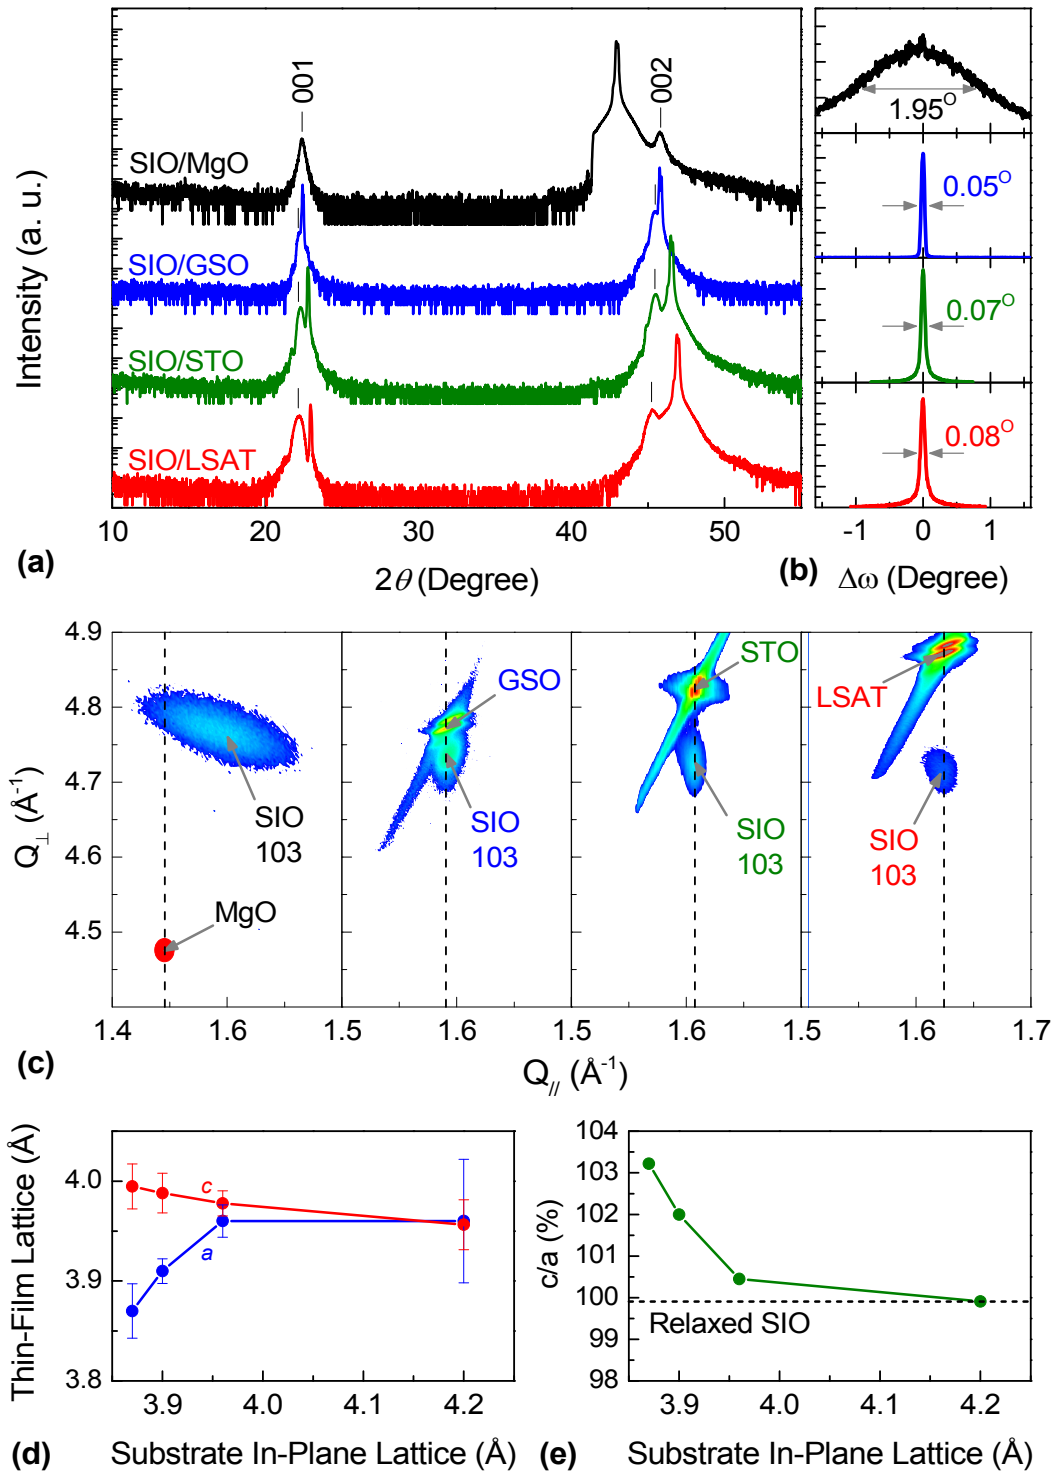 Intensity (a. u.)
001
002
SIO/MgO
SIO/GSO
SIO/STO
SIO/LSAT
10 20 30 40 50
2θ (Degree)
(a)
1.95O
0.05O
0.07O
0.08O
-1 0 1
(b) Δω (Degree)
Q⊥ (Å-1)
4.9
4.8
4.7
4.6
4.5
SIO
103
MgO
GSO
SIO
103
STO
SIO
103
LSAT
SIO
103
1.4 1.6 1.5 1.6 1.5 1.6 1.5 1.6 1.7
(c)
Q// (Å-1)
Thin-Film Lattice (Å)
4.0
3.9
3.8
c
a
3.9 4.0 4.1 4.2
(d) Substrate In-Plane Lattice (Å)
c/a (%)
104
103
102
101
100
99
98
Relaxed SIO
3.9 4.0 4.1 4.2
(e) Substrate In-Plane Lattice (Å)